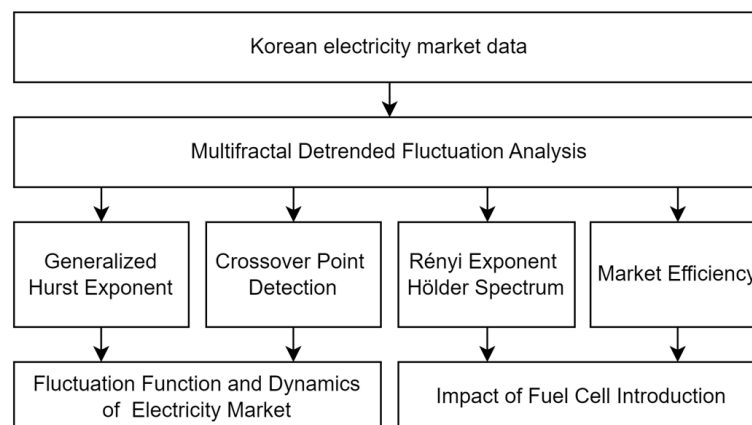 Korean electricity market data
Multifractal Detrended Fluctuation Analysis
Generalized
Hurst Exponent
Crossover Point
Detection
Rényi Exponent
Hölder Spectrum
Market Efficiency
Fluctuation Function and Dynamics
of Electricity Market
Impact of Fuel Cell Introduction